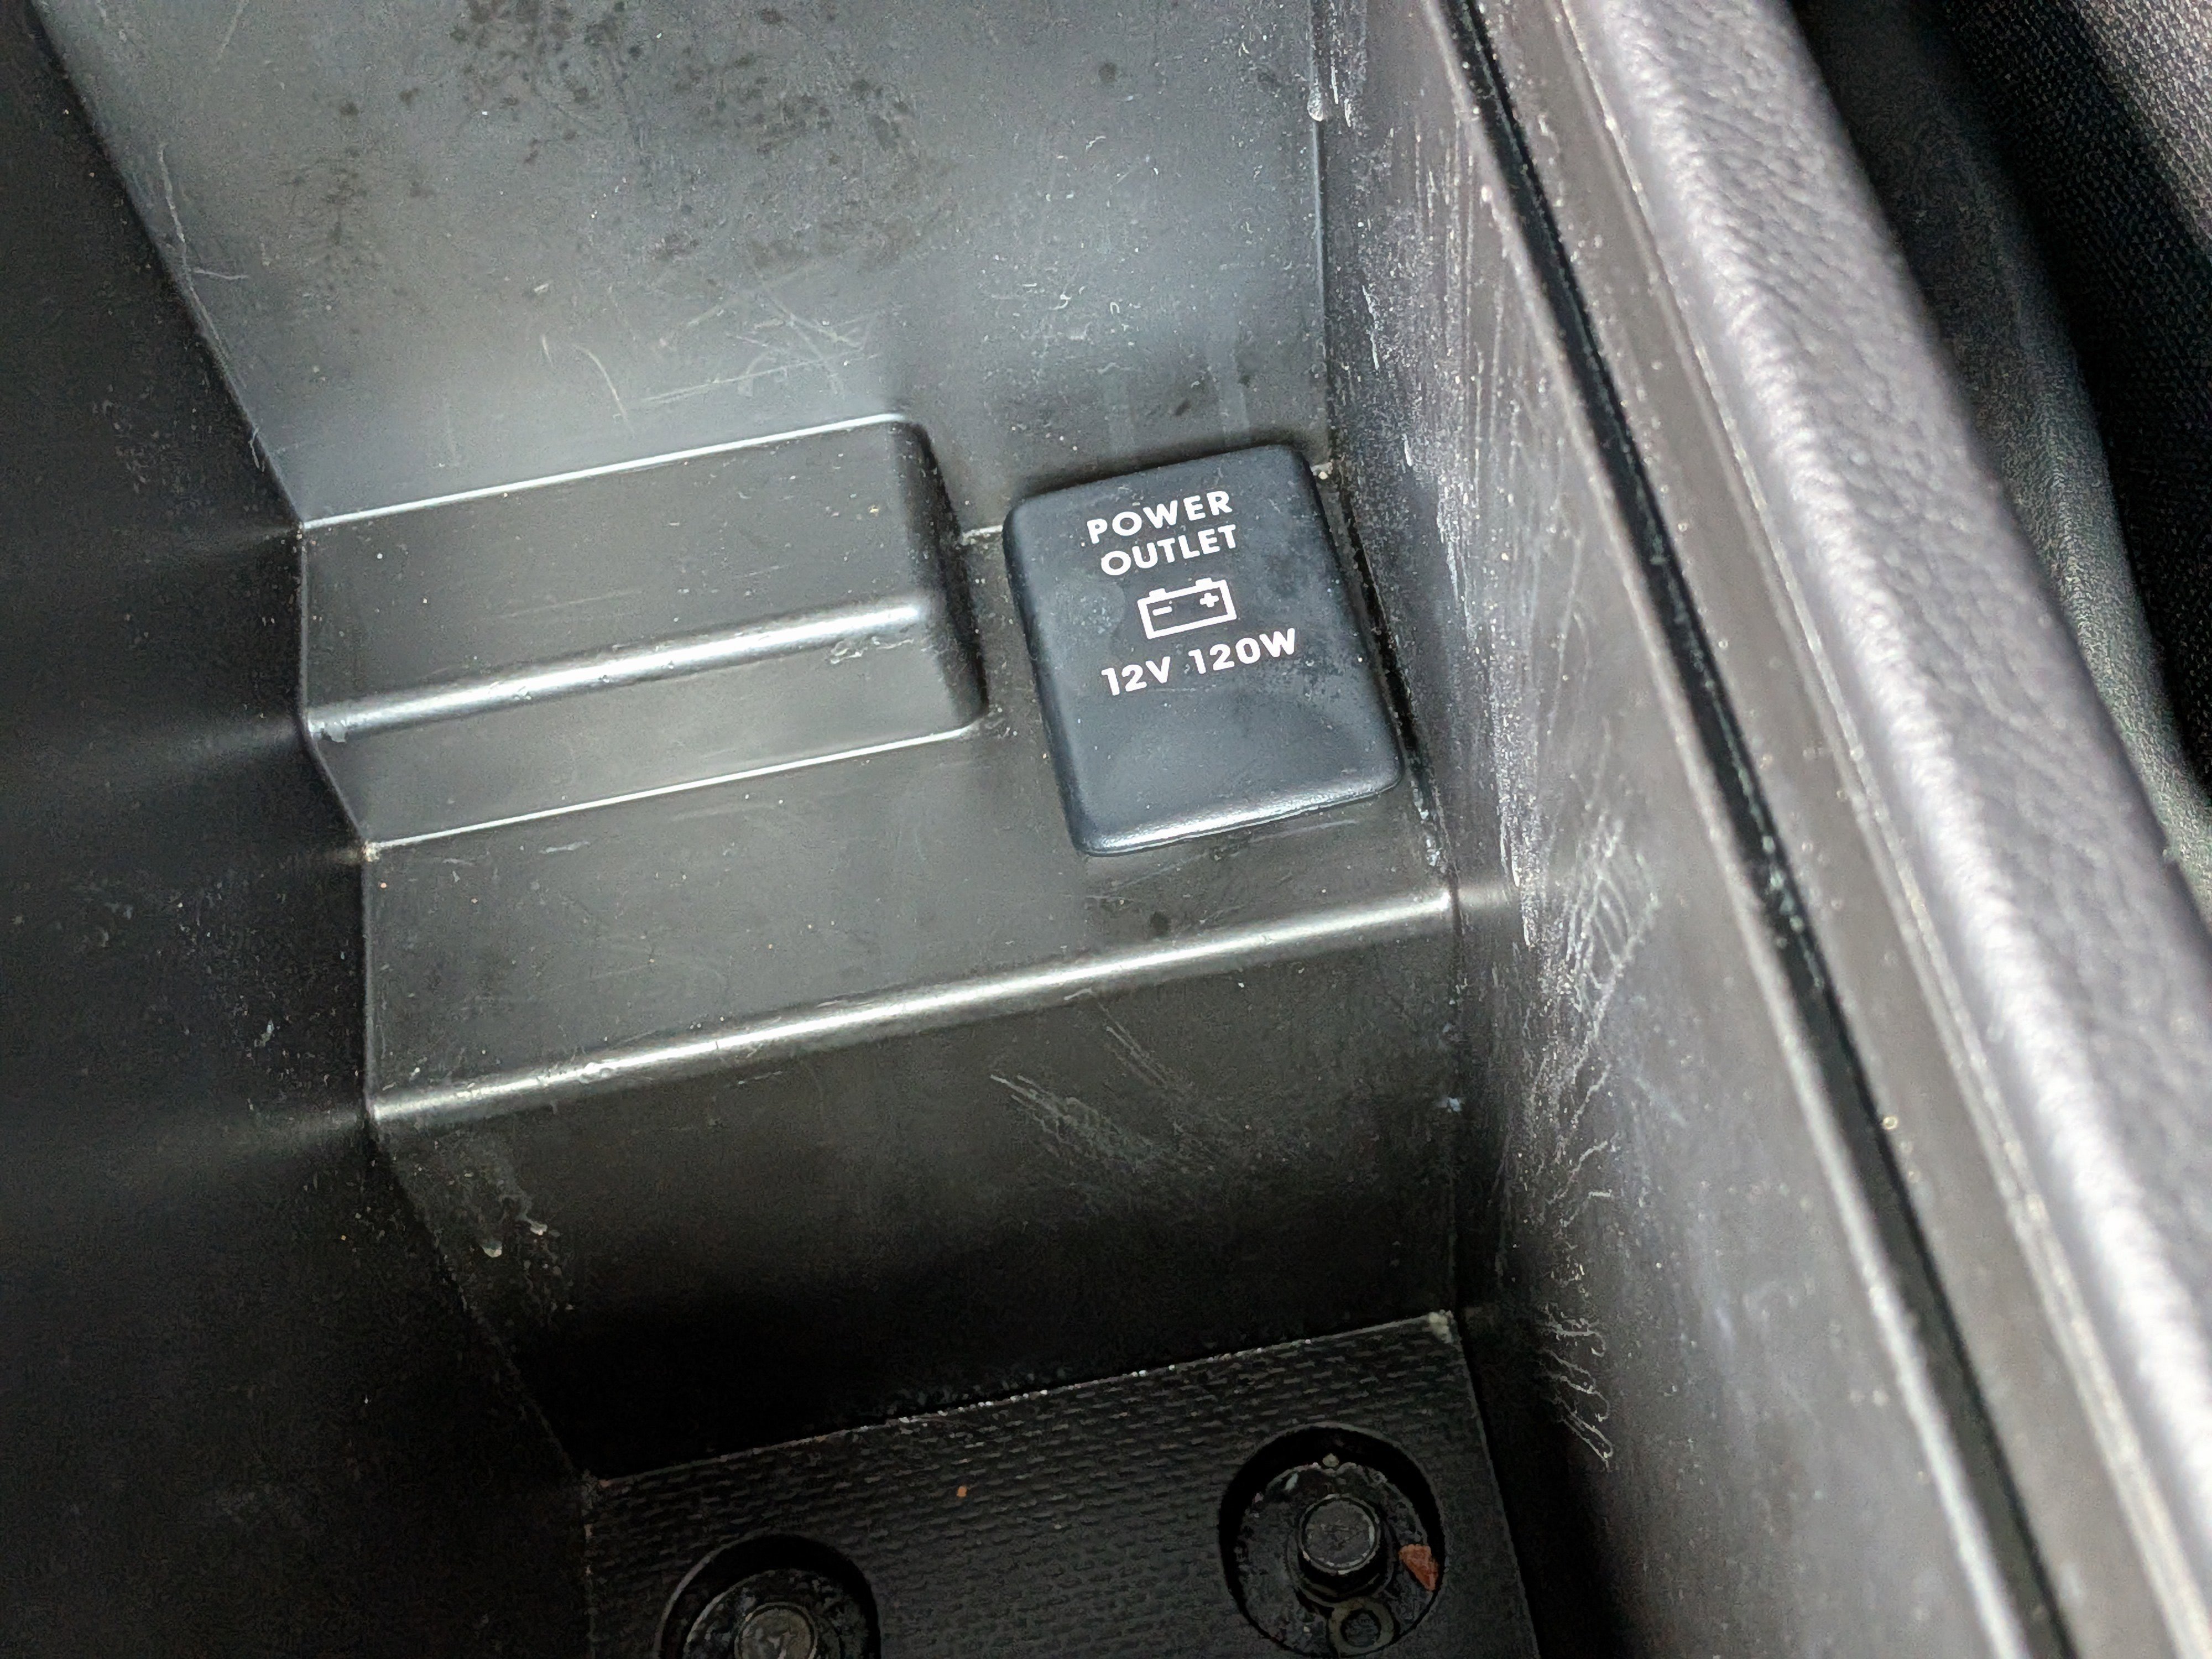 POWER
OUTLET
- +
12V 120W